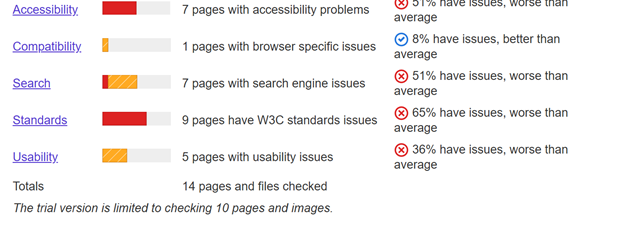 Accessibility 7 pages with accessibility problems 51% have issues, worse than
average
Compatibility 1 pages with browser specific issues 8% have issues, better than
average
Search 7 pages with search engine issues 51% have issues, worse than
average
Standards 9 pages have W3C standards issues 65% have issues, worse than
average
Usability 5 pages with usability issues 36% have issues, worse than
average
Totals 14 pages and files checked
The trial version is limited to checking 10 pages and images.